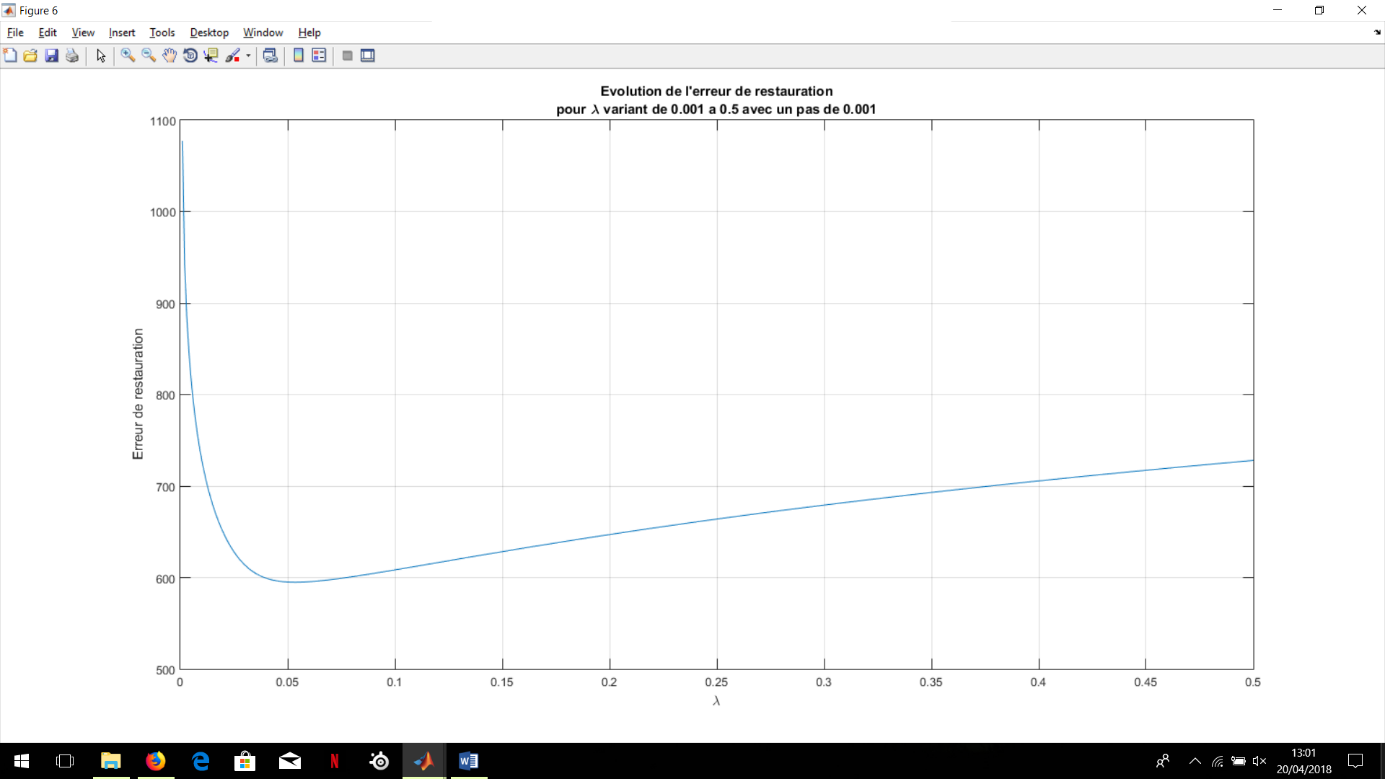 Figure 6
File Edit View Insert Tools Desktop Window Help
Evolution de l'erreur de restauration
pour λ variant de 0.001 a 0.5 avec un pas de 0.001
Erreur de restauration
1100
1000
900
800
700
600
500
0 0.05 0.1 0.15 0.2 0.25 0.3 0.35 0.4 0.45 0.5
λ
13:01
20/04/2018